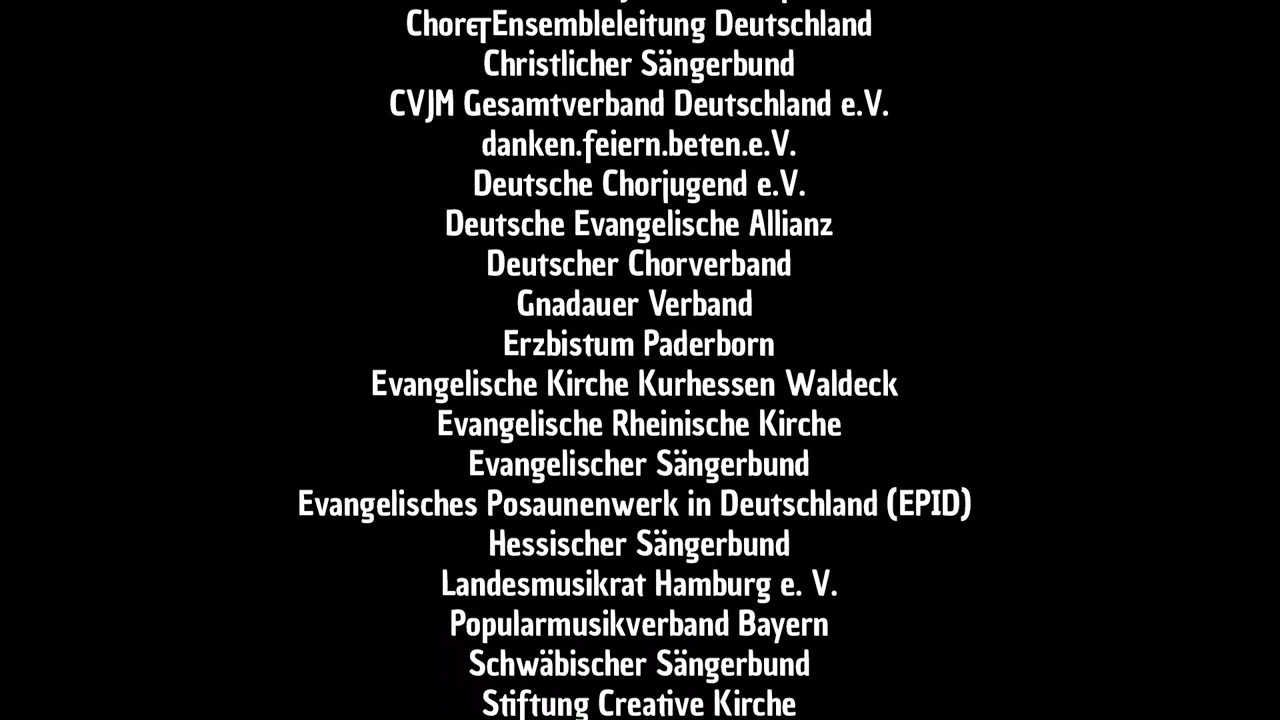 Chor&Ensembleleitung Deutschland
Christlicher Sängerbund
CVJM Gesamtverband Deutschland e.V.
danken.feiern.beten.e.V.
Deutsche Chorjugend e.V.
Deutsche Evangelische Allianz
Deutscher Chorverband
Gnadauer Verband
Erzbistum Paderborn
Evangelische Kirche Kurhessen Waldeck
Evangelische Rheinische Kirche
Evangelischer Sängerbund
Evangelisches Posaunenwerk in Deutschland (EPID)
Hessischer Sängerbund
Landesmusikrat Hamburg e. V.
Popularmusikverband Bayern
Schwäbischer Sängerbund
Stiftung Creative Kirche